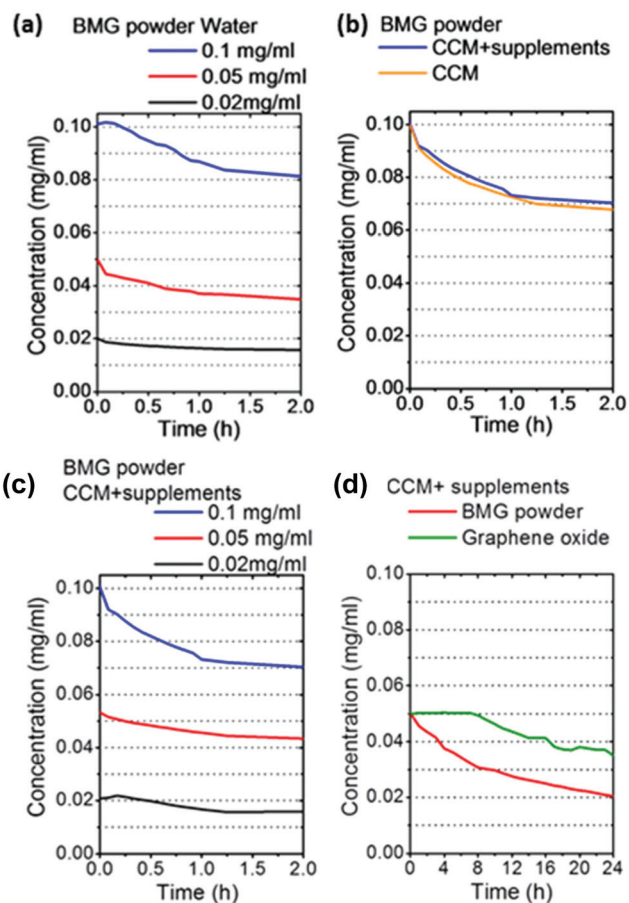 (a)
BMG powder Water
0.1 mg/ml
0.05 mg/ml
0.02mg/ml
Concentration (mg/ml)
0.10
0.08
0.06
0.04
0.02
0.00
0.0 0.5 1.0 1.5 2.0
Time (h)
(b)
BMG powder
CCM+supplements
CCM
Concentration (mg/ml)
0.10
0.08
0.06
0.04
0.02
0.00
0.0 0.5 1.0 1.5 2.0
Time (h)
(c)
BMG powder
CCM+supplements
0.1 mg/ml
0.05 mg/ml
0.02mg/ml
Concentration (mg/ml)
0.10
0.08
0.06
0.04
0.02
0.00
0.0 0.5 1.0 1.5 2.0
Time (h)
(d)
CCM+ supplements
BMG powder
Graphene oxide
Concentration (mg/ml)
0.10
0.08
0.06
0.04
0.02
0.00
0 4 8 12 16 20 24
Time (h)